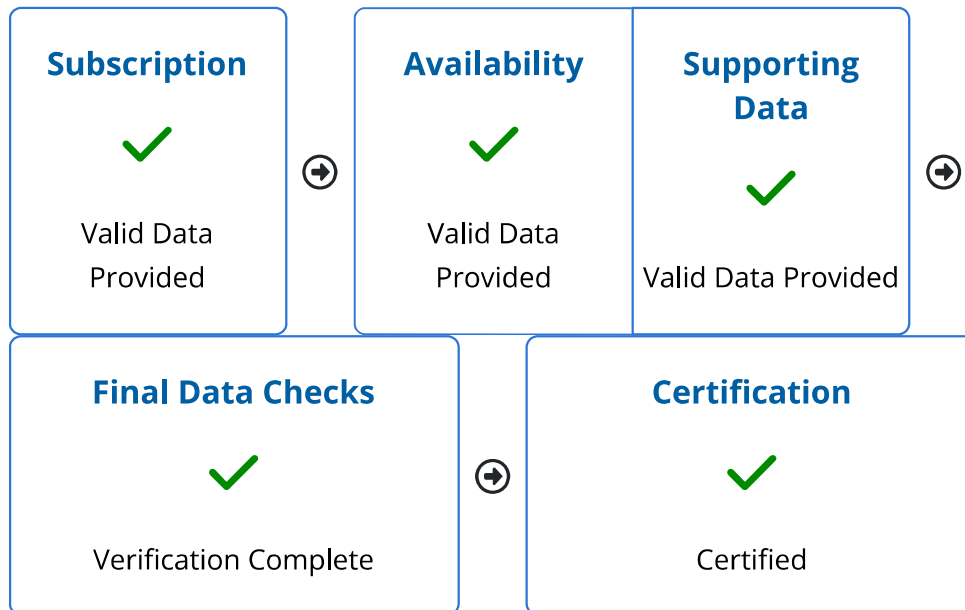 Subscription
Valid Data
Provided
Availability
Valid Data
Provided
Supporting
Data
Valid Data Provided
Final Data Checks
Verification Complete
Certification
Certified